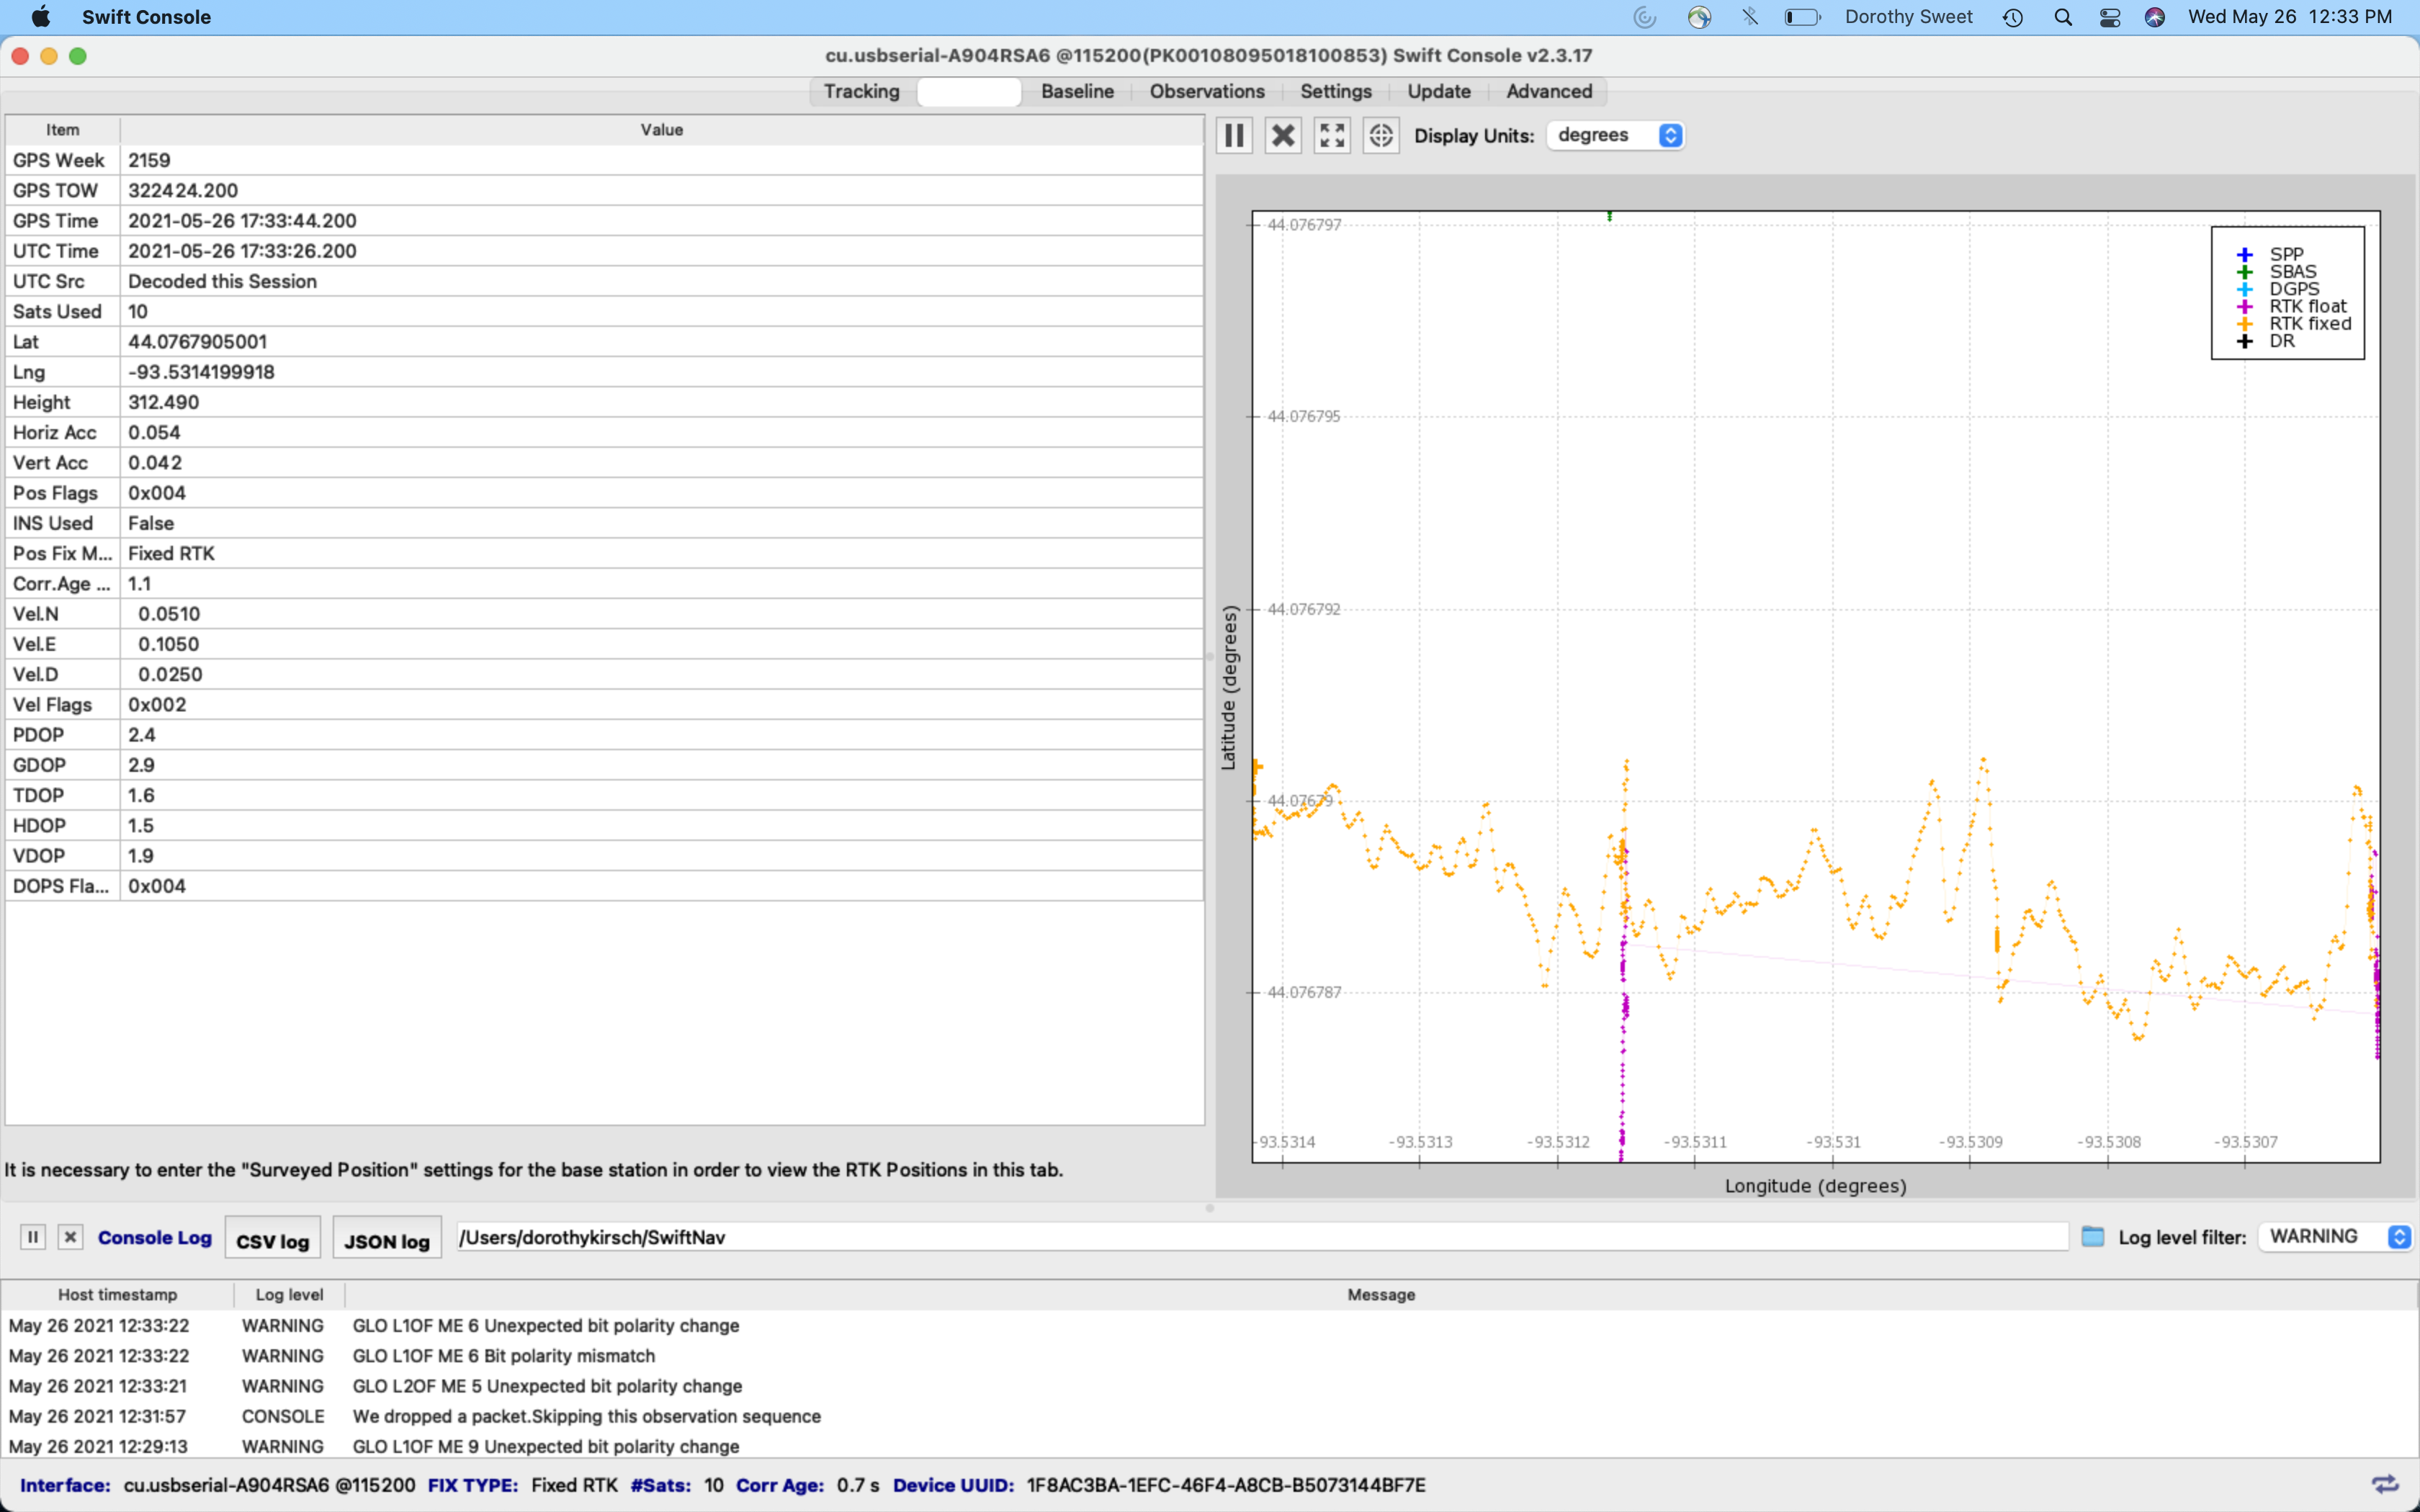 Swift Console
Dorothy Sweet
Wed May 26 12:33 PM
cu.usbserial-A904RSA6 @115200(PK00108095018100853) Swift Console v2.3.17
Tracking Baseline Observations Settings Update Advanced
Item Value
GPS Week 2159
GPS TOW 322424.200
GPS Time 2021-05-26 17:33:44.200
UTC Time 2021-05-26 17:33:26.200
UTC Src Decoded this Session
Sats Used 10
Lat 44.0767905001
Lng -93.5314199918
Height 312.490
Horiz Acc 0.054
Vert Acc 0.042
Pos Flags 0x004
INS Used False
Pos Fix M... Fixed RTK
Corr.Age ... 1.1
Vel.N 0.0510
Vel.E 0.1050
Vel.D 0.0250
Vel Flags 0x002
PDOP 2.4
GDOP 2.9
TDOP 1.6
HDOP 1.5
VDOP 1.9
DOPS Fla... 0x004
It is necessary to enter the "Surveyed Position" settings for the base station in order to view the RTK Positions in this tab.
Display Units: degrees
44.076797
44.076795
44.076792
44.07679
44.076787
Latitude (degrees)
SPP
SBAS
DGPS
RTK float
RTK fixed
DR
-93.5314 -93.5313 -93.5312 -93.5311 -93.531 -93.5309 -93.5308 -93.5307
Longitude (degrees)
Console Log CSV log JSON log /Users/dorothykirsch/SwiftNav Log level filter: WARNING
Host timestamp Log level Message
May 26 2021 12:33:22 WARNING GLO L1OF ME 6 Unexpected bit polarity change
May 26 2021 12:33:22 WARNING GLO L1OF ME 6 Bit polarity mismatch
May 26 2021 12:33:21 WARNING GLO L2OF ME 5 Unexpected bit polarity change
May 26 2021 12:31:57 CONSOLE We dropped a packet.Skipping this observation sequence
May 26 2021 12:29:13 WARNING GLO L1OF ME 9 Unexpected bit polarity change
Interface: cu.usbserial-A904RSA6 @115200 FIX TYPE: Fixed RTK #Sats: 10 Corr Age: 0.7 s Device UUID: 1F8AC3BA-1EFC-46F4-A8CB-B5073144BF7E